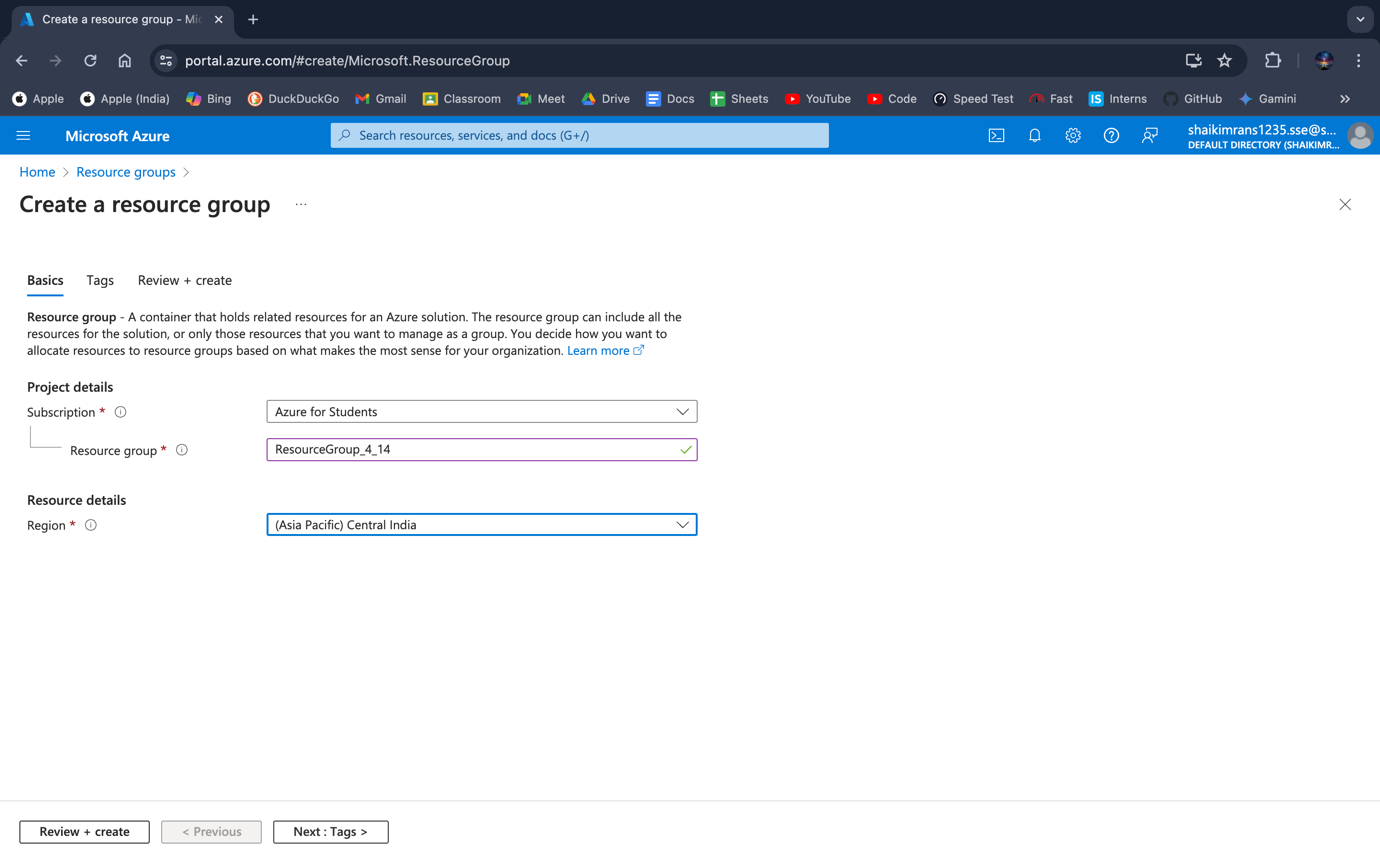 Create a resource group - Mic
portal.azure.com/#create/Microsoft.ResourceGroup
Apple Apple (India) Bing DuckDuckGo Gmail Classroom Meet Drive Docs Sheets YouTube Code Speed Test Fast IS Interns GitHub Gamini
Microsoft Azure
Search resources, services, and docs (G+/)
shaikimrans1235.sse@s...
DEFAULT DIRECTORY (SHAIKIMR...
Home > Resource groups >
Create a resource group ...
Basics Tags Review + create
Resource group - A container that holds related resources for an Azure solution. The resource group can include all the
resources for the solution, or only those resources that you want to manage as a group. You decide how you want to
allocate resources to resource groups based on what makes the most sense for your organization. Learn more
Project details
Subscription * Azure for Students
Resource group * ResourceGroup_4_14
Resource details
Region * (Asia Pacific) Central India
Review + create < Previous Next : Tags >